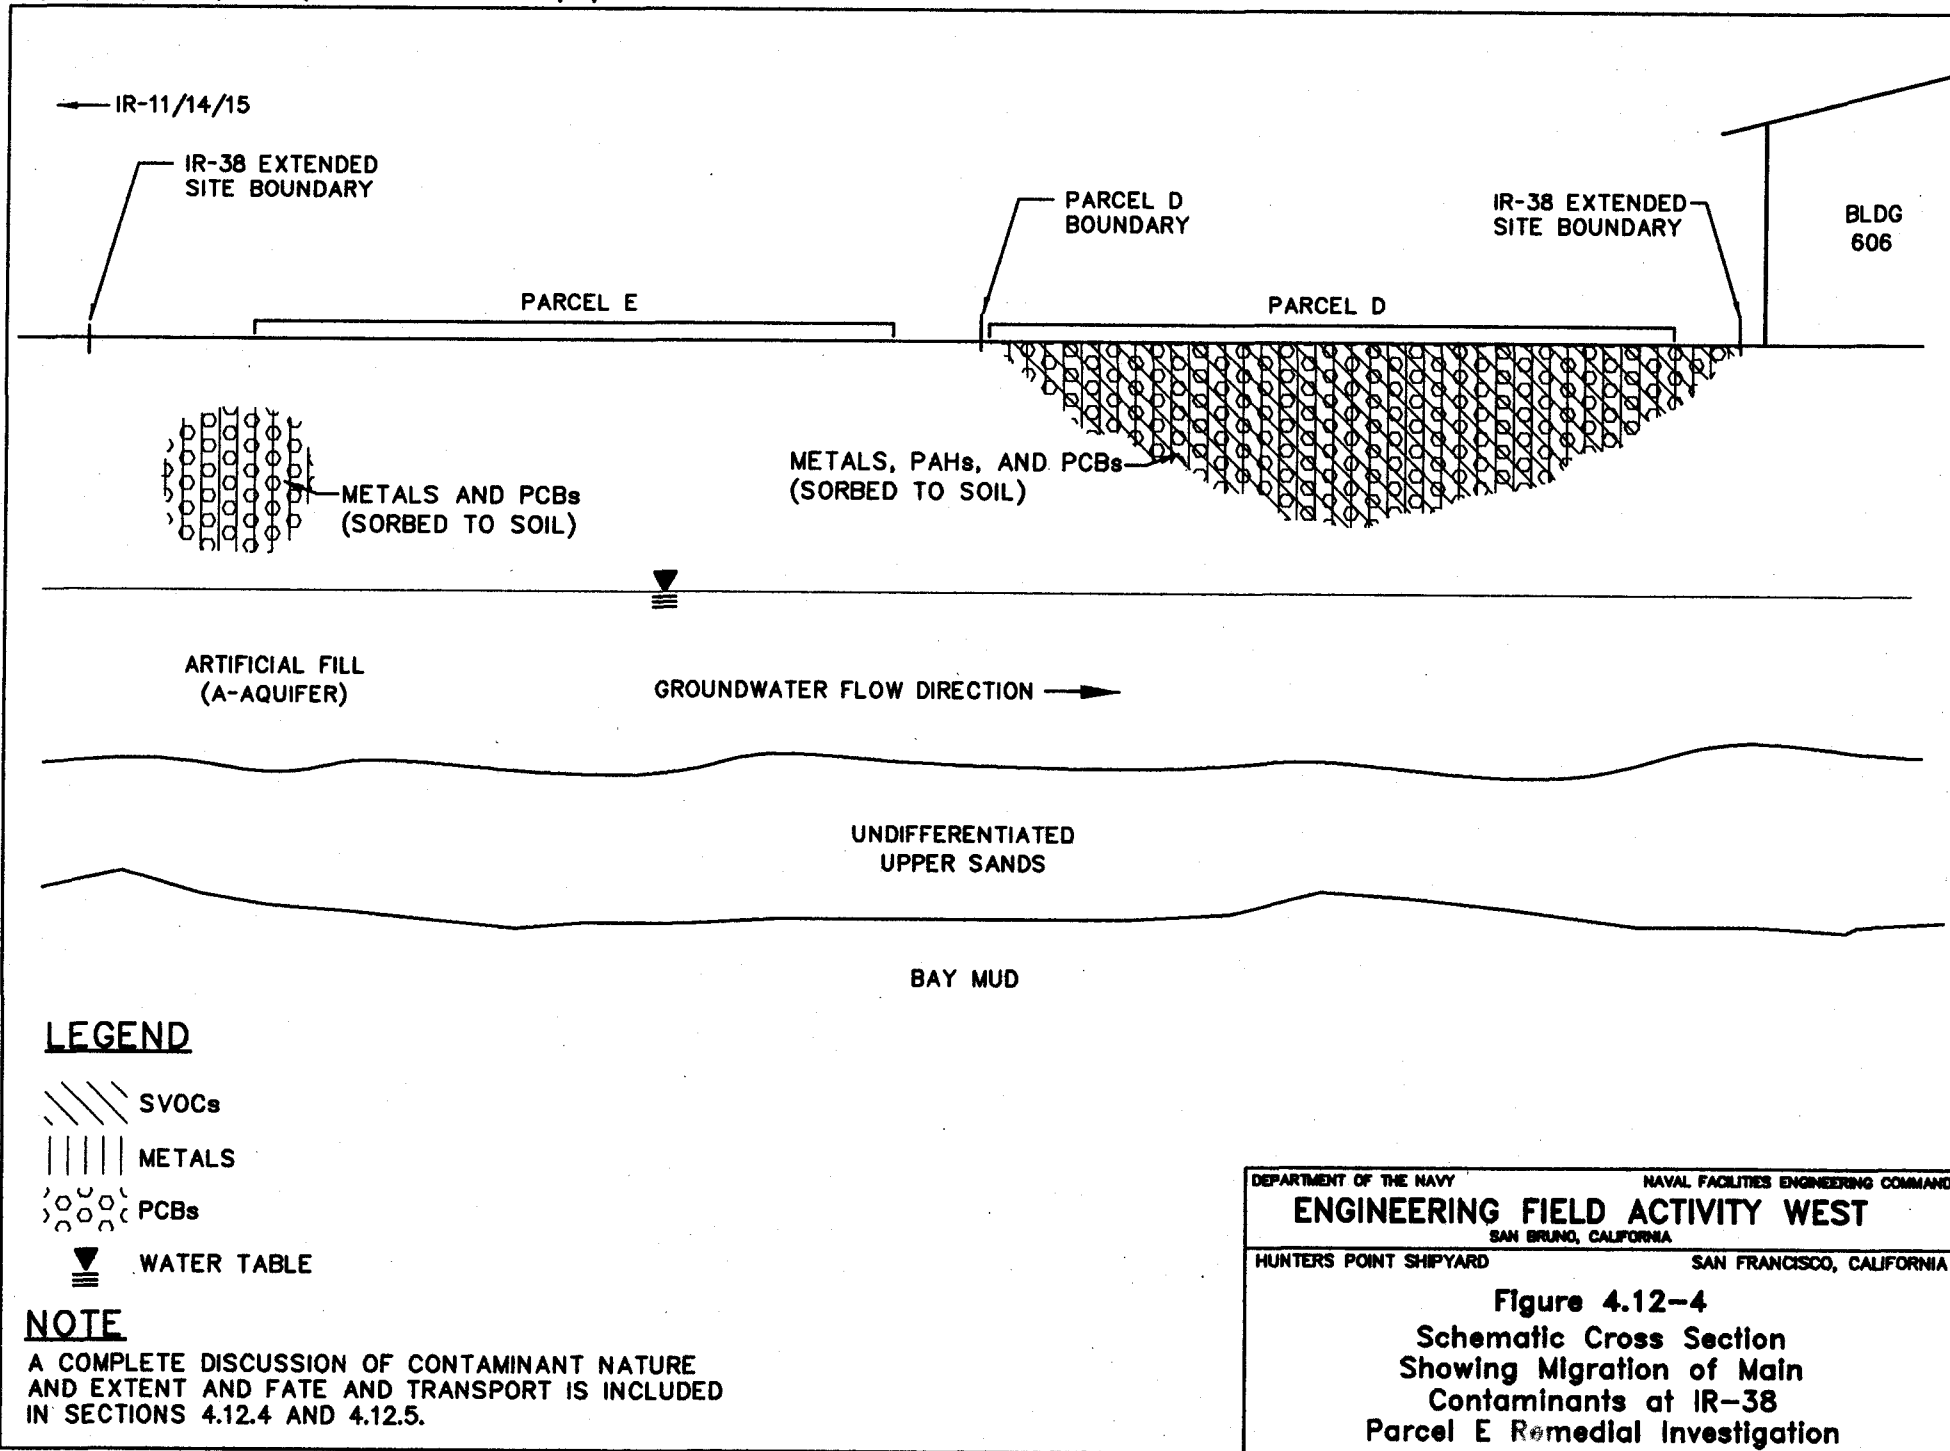 ← IR-11/14/15
IR-38 EXTENDED
SITE BOUNDARY
PARCEL D
BOUNDARY
IR-38 EXTENDED
SITE BOUNDARY
BLDG
606
PARCEL E
PARCEL D
METALS AND PCBs
(SORBED TO SOIL)
METALS, PAHs, AND PCBs
(SORBED TO SOIL)
ARTIFICIAL FILL
(A-AQUIFER)
GROUNDWATER FLOW DIRECTION →
UNDIFFERENTIATED
UPPER SANDS
BAY MUD
LEGEND
SVOCs
METALS
PCBs
WATER TABLE
NOTE
A COMPLETE DISCUSSION OF CONTAMINANT NATURE
AND EXTENT AND FATE AND TRANSPORT IS INCLUDED
IN SECTIONS 4.12.4 AND 4.12.5.
DEPARTMENT OF THE NAVY NAVAL FACILITIES ENGINEERING COMMAND
ENGINEERING FIELD ACTIVITY WEST
SAN BRUNO, CALIFORNIA
HUNTERS POINT SHIPYARD SAN FRANCISCO, CALIFORNIA
Figure 4.12-4
Schematic Cross Section
Showing Migration of Main
Contaminants at IR-38
Parcel E Remedial Investigation